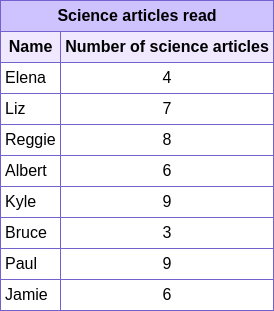 Science articles read
Name Number of science articles
Elena 4
Liz 7
Reggie 8
Albert 6
Kyle 9
Bruce 3
Paul 9
Jamie 6